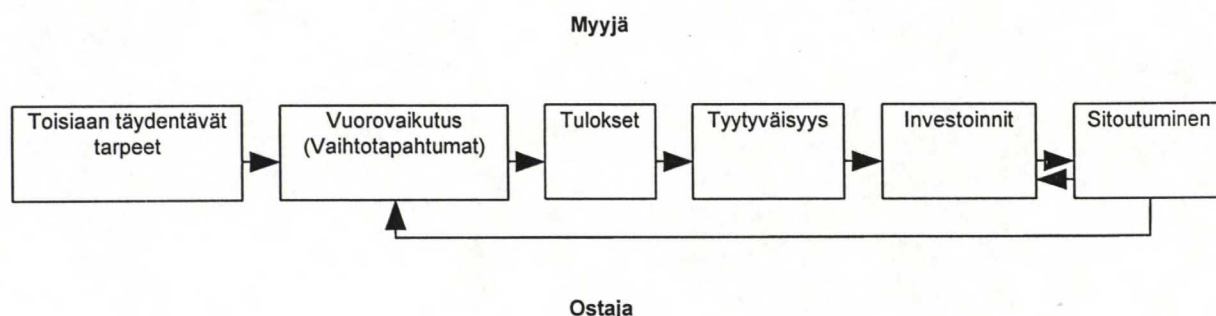 Myyjä
Toisiaan täydentävät
tarpeet
Vuorovaikutus
(Vaihtotapahtumat)
Tulokset
Tyytyväisyys
Investoinnit
Sitoutuminen
Ostaja